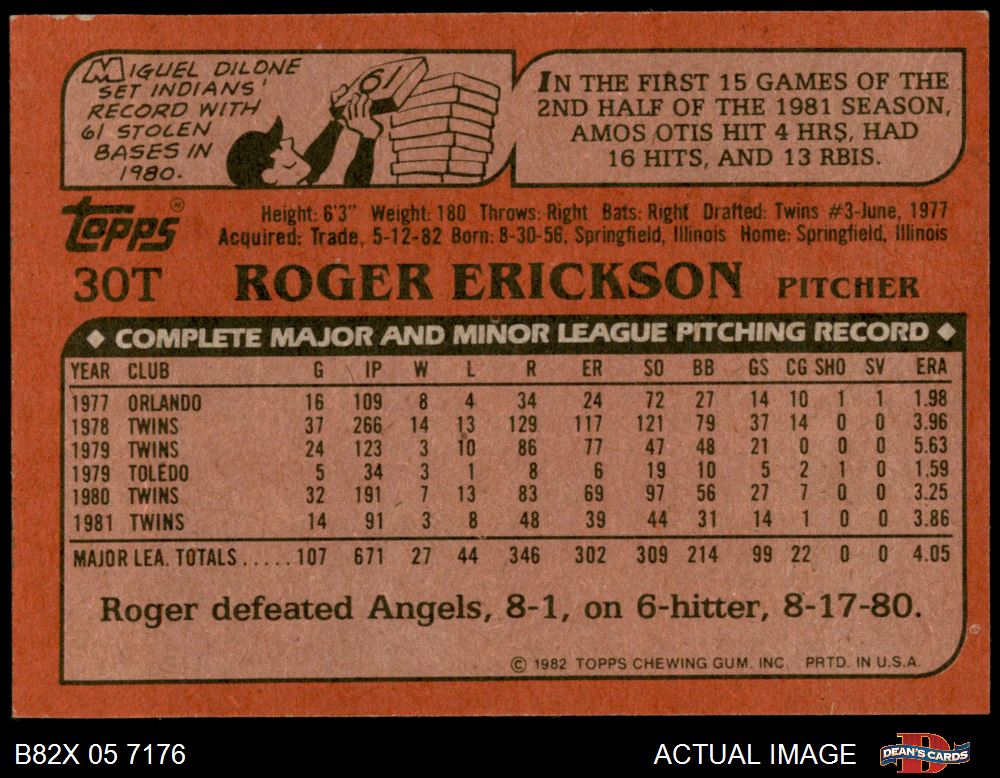 MIGUEL DILONE
SET INDIANS'
RECORD WITH
61 STOLEN
BASES IN
1980.
61
IN THE FIRST 15 GAMES OF THE
2ND HALF OF THE 1981 SEASON,
AMOS OTIS HIT 4 HRS, HAD
16 HITS, AND 13 RBIS.
TOPPS®
Height: 6'3" Weight: 180 Throws: Right Bats: Right Drafted: Twins #3-June, 1977
Acquired: Trade, 5-12-82 Born: 8-30-56, Springfield, Illinois Home: Springfield, Illinois
30T ROGER ERICKSON PITCHER
◆ COMPLETE MAJOR AND MINOR LEAGUE PITCHING RECORD ◆
YEAR CLUB G IP W L R ER SO BB GS CG SHO SV ERA
1977 ORLANDO 16 109 8 4 34 24 72 27 14 10 1 1 1.98
1978 TWINS 37 266 14 13 129 117 121 79 37 14 0 0 3.96
1979 TWINS 24 123 3 10 86 77 47 48 21 0 0 0 5.63
1979 TOLEDO 5 34 3 1 8 6 19 10 5 2 1 0 1.59
1980 TWINS 32 191 7 13 83 69 97 56 27 7 0 0 3.25
1981 TWINS 14 91 3 8 48 39 44 31 14 1 0 0 3.86
MAJOR LEA. TOTALS.....107 671 27 44 346 302 309 214 99 22 0 0 4.05
Roger defeated Angels, 8-1, on 6-hitter, 8-17-80.
© 1982 TOPPS CHEWING GUM, INC. PRTD. IN U.S.A.
B82X 05 7176 ACTUAL IMAGE DEAN'S CARDS